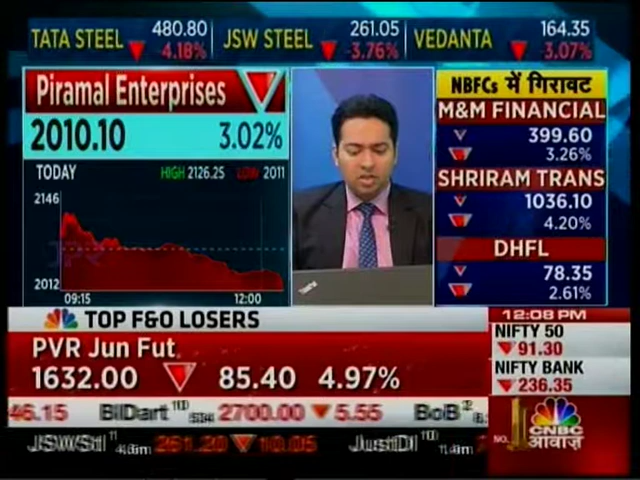 TATA STEEL 480.80 4.18% JSW STEEL 261.05 -3.76% VEDANTA 164.35 -3.07%
Piramal Enterprises
2010.10 3.02%
TODAY HIGH 2126.25 LOW 2011
2146
2012
09:15 12:00
NBFCs में गिरावट
M&M FINANCIAL
399.60
3.26%
SHRIRAM TRANS
1036.10
4.20%
DHFL
78.35
2.61%
TOP F&O LOSERS
PVR Jun Fut
1632.00 85.40 4.97%
12:08 PM
NIFTY 50
91.30
NIFTY BANK
236.35
46.15 BilDart 2700.00 5.55 BoB
JSWStl 261.20 10.05 JustDl
NO.1 CNBC
आवाज़